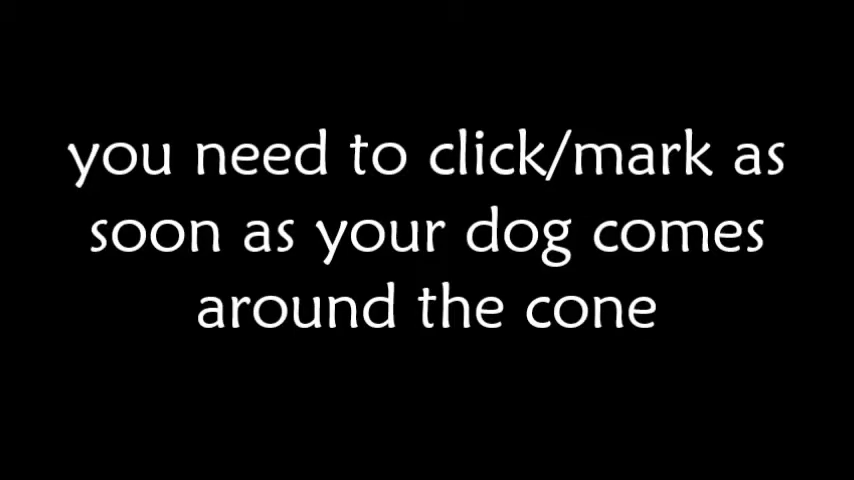 you need to click/mark as
soon as your dog comes
around the cone